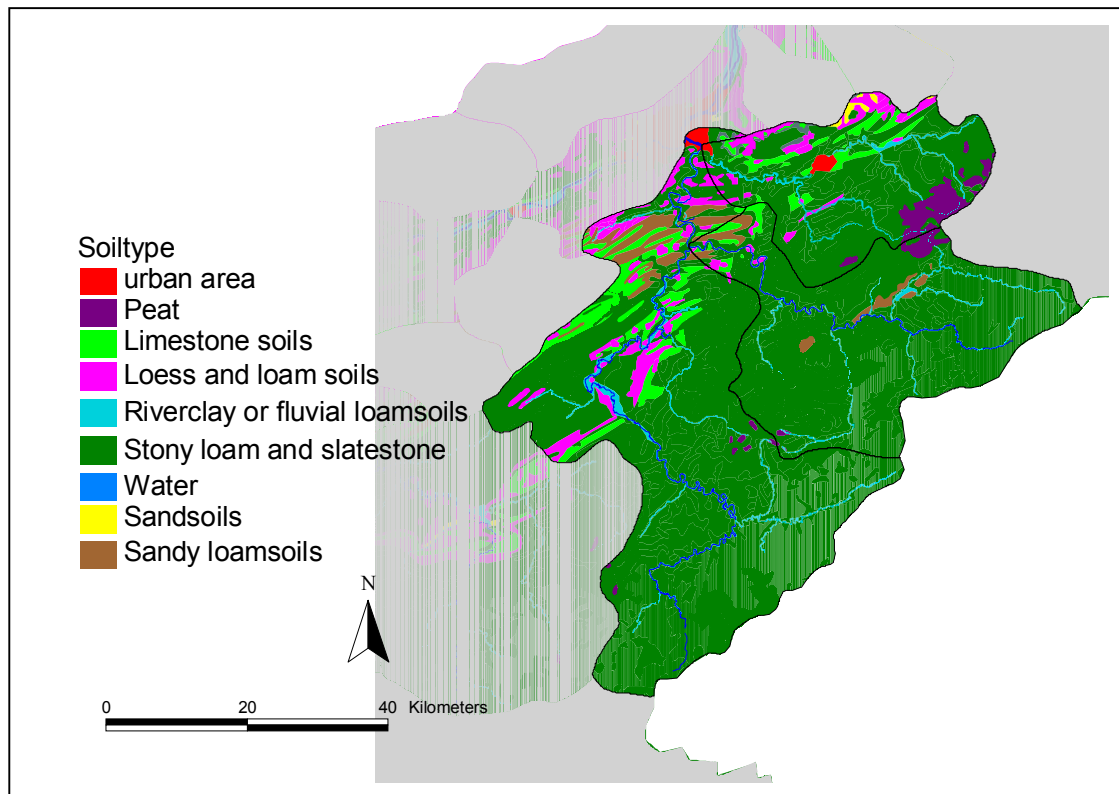 Soiltype
urban area
Peat
Limestone soils
Loess and loam soils
Riverclay or fluvial loamsoils
Stony loam and slatestone
Water
Sandsoils
Sandy loamsoils
N
0 20 40 Kilometers